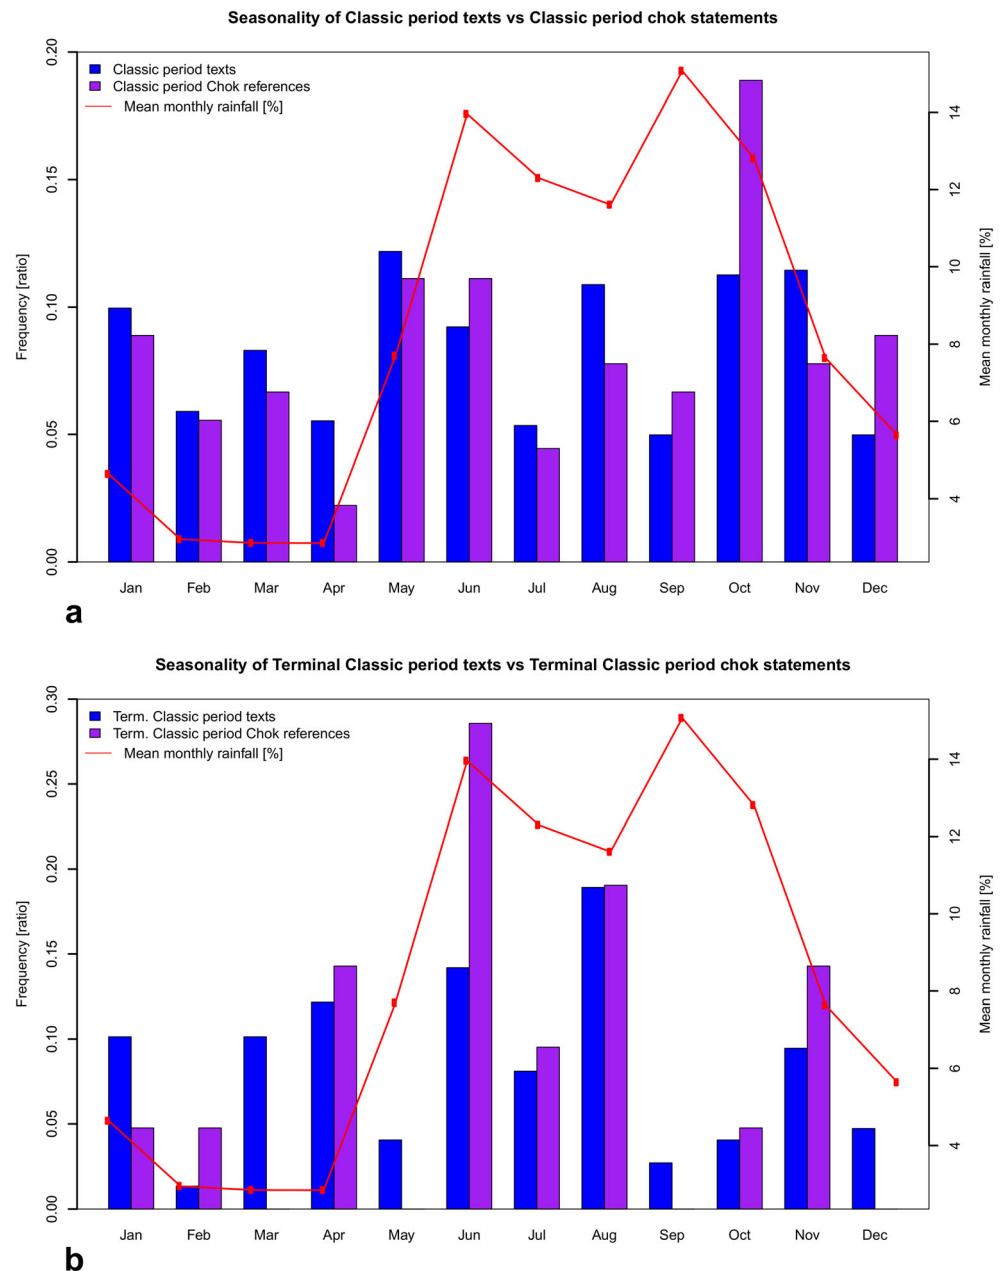 Seasonality of Classic period texts vs Classic period chok statements
Classic period texts
Classic period Chok references
Mean monthly rainfall [%]
Frequency [ratio]
0.20
0.15
0.10
0.05
0.00
14
12
10
8
6
4
Mean monthly rainfall [%]
Jan Feb Mar Apr May Jun Jul Aug Sep Oct Nov Dec
a
Seasonality of Terminal Classic period texts vs Terminal Classic period chok statements
Term. Classic period texts
Term. Classic period Chok references
Mean monthly rainfall [%]
Frequency [ratio]
0.30
0.25
0.20
0.15
0.10
0.05
0.00
14
12
10
8
6
4
Mean monthly rainfall [%]
Jan Feb Mar Apr May Jun Jul Aug Sep Oct Nov Dec
b